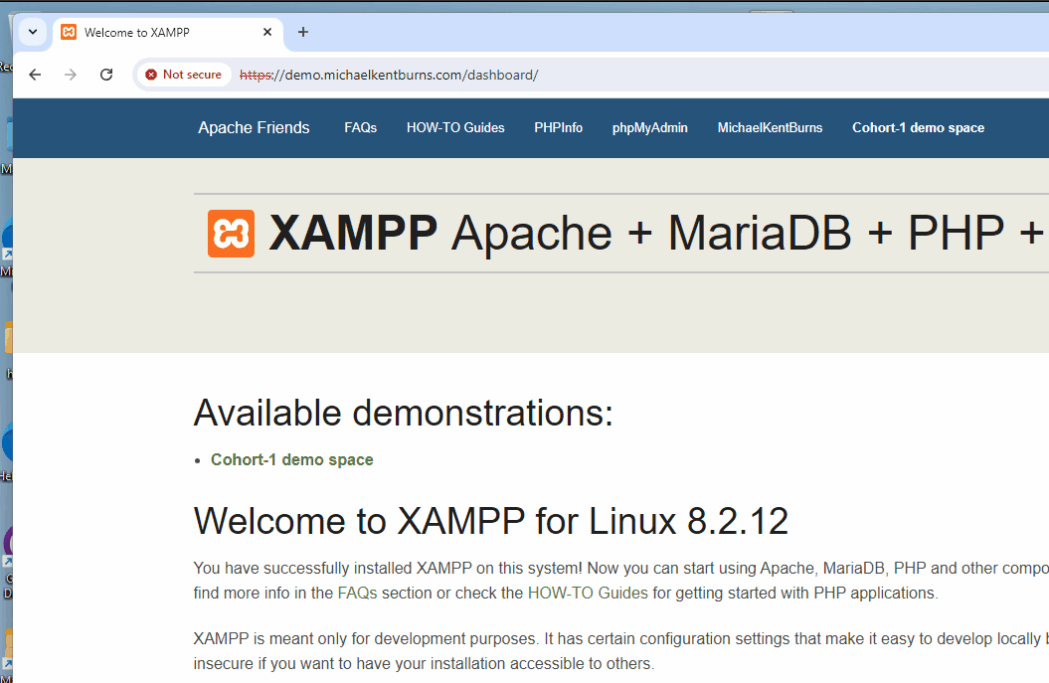 Welcome to XAMPP
Not secure https://demo.michaelkentburns.com/dashboard/
Apache Friends FAQs HOW-TO Guides PHPInfo phpMyAdmin MichaelKentBurns Cohort-1 demo space
XAMPP Apache + MariaDB + PHP +
Available demonstrations:
• Cohort-1 demo space
Welcome to XAMPP for Linux 8.2.12
You have successfully installed XAMPP on this system! Now you can start using Apache, MariaDB, PHP and other compo
find more info in the FAQs section or check the HOW-TO Guides for getting started with PHP applications.
XAMPP is meant only for development purposes. It has certain configuration settings that make it easy to develop locally b
insecure if you want to have your installation accessible to others.